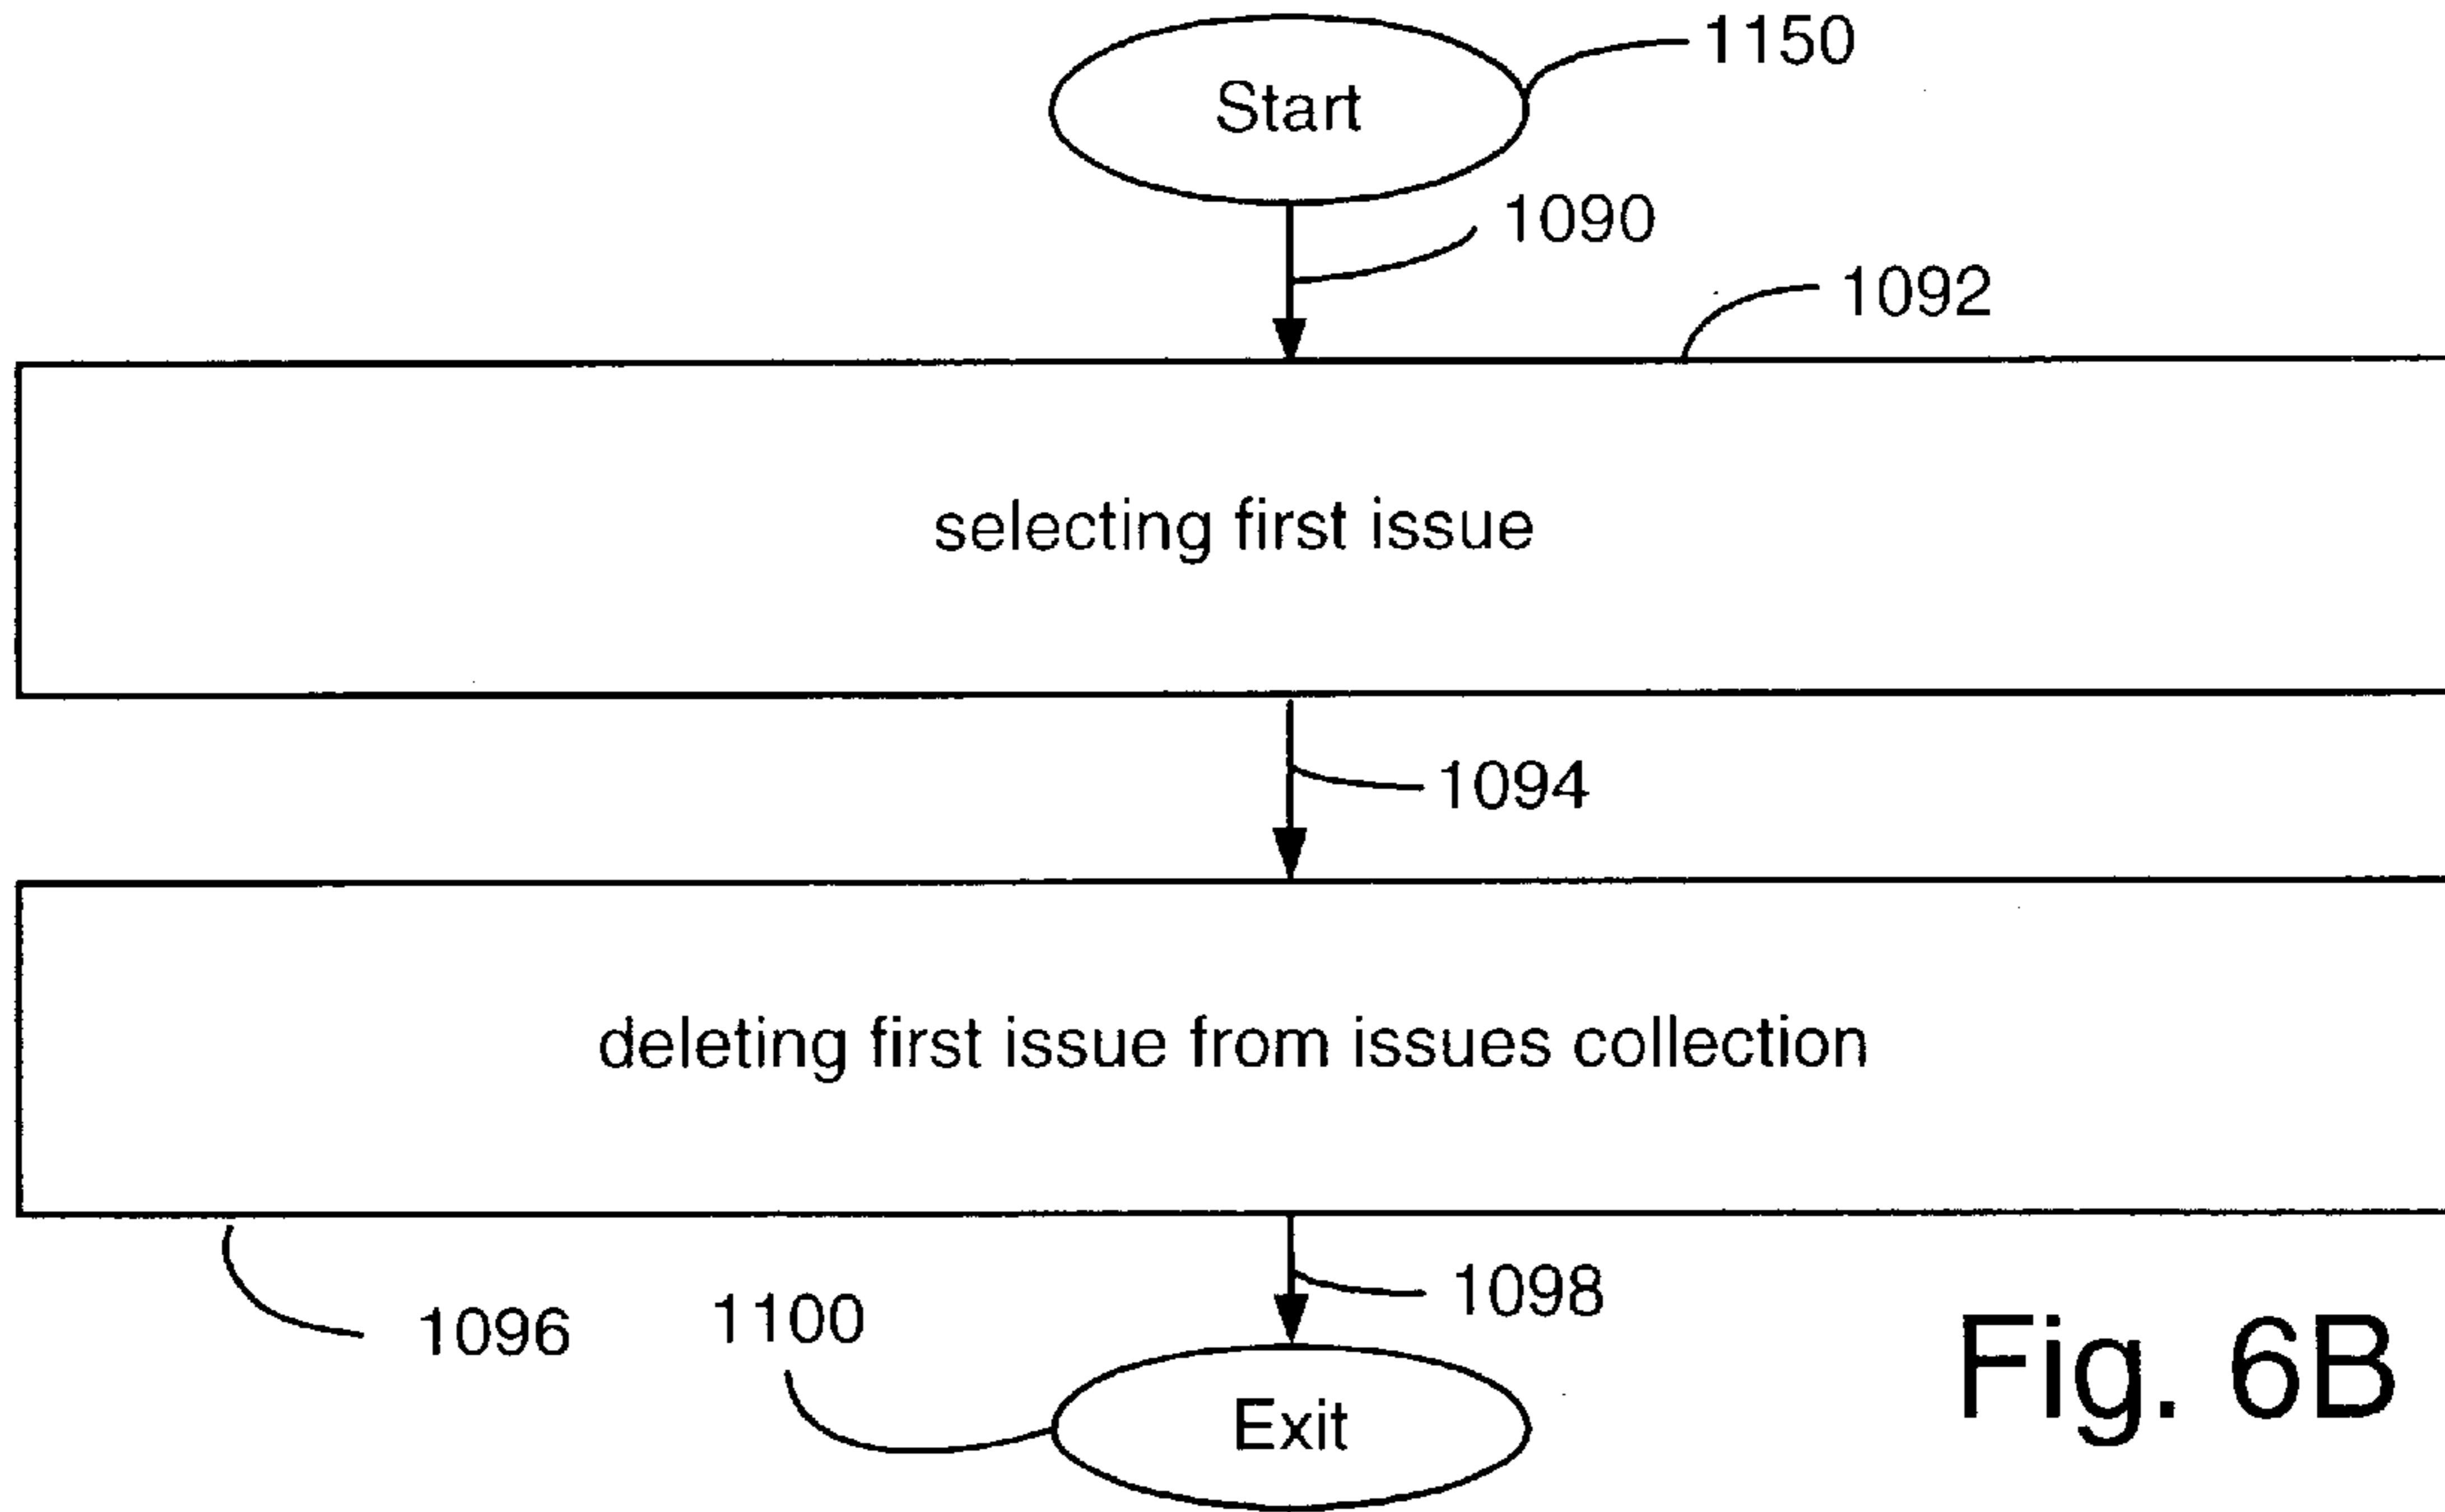 1150
Start
1090
1092
selecting first issue
1094
deleting first issue from issues collection
1098
1100
1096
Exit
Fig. 6B